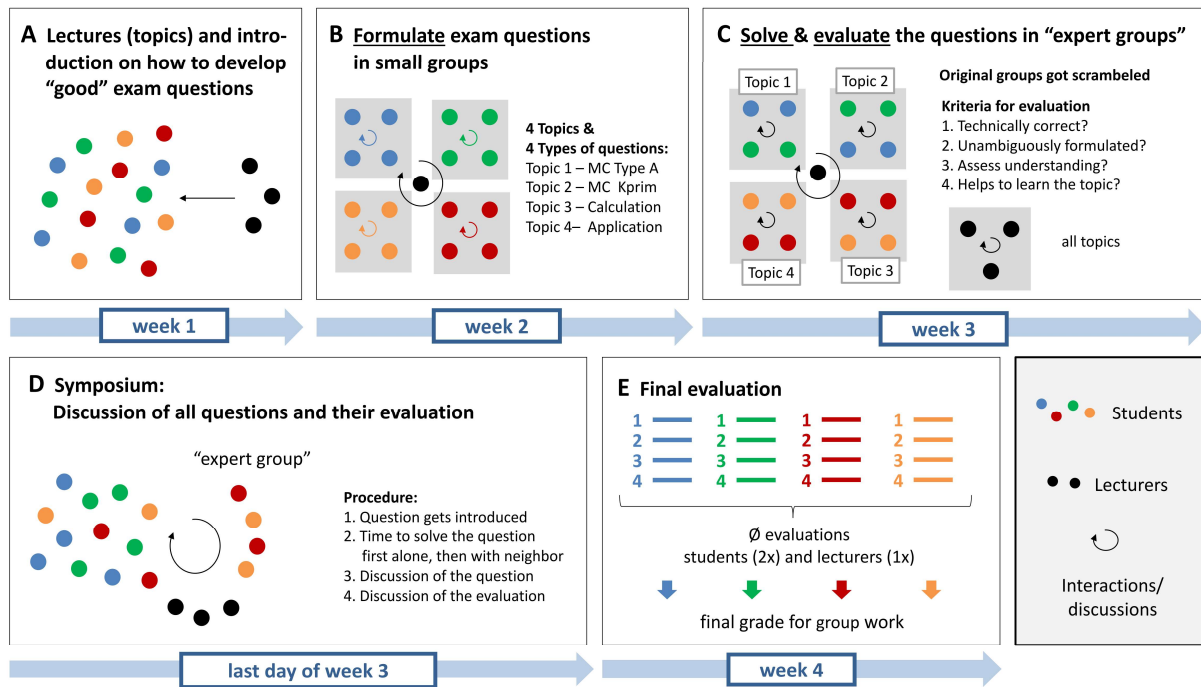 A Lectures (topics) and intro-
duction on how to develop
“good” exam questions
week 1
B Formulate exam questions
in small groups
4 Topics &
4 Types of questions:
Topic 1 – MC Type A
Topic 2 – MC Kprim
Topic 3 – Calculation
Topic 4– Application
week 2
C Solve & evaluate the questions in “expert groups”
Topic 1
Topic 2
Topic 4
Topic 3
Original groups got scrambeled
Kriteria for evaluation
1. Technically correct?
2. Unambiguously formulated?
3. Assess understanding?
4. Helps to learn the topic?
all topics
week 3
D Symposium:
Discussion of all questions and their evaluation
“expert group”
Procedure:
1. Question gets introduced
2. Time to solve the question
first alone, then with neighbor
3. Discussion of the question
4. Discussion of the evaluation
last day of week 3
E Final evaluation
1 1 1 1
2 2 2 2
3 3 3 3
4 4 4 4
Ø evaluations
students (2x) and lecturers (1x)
final grade for group work
week 4
Students
Lecturers
Interactions/
discussions